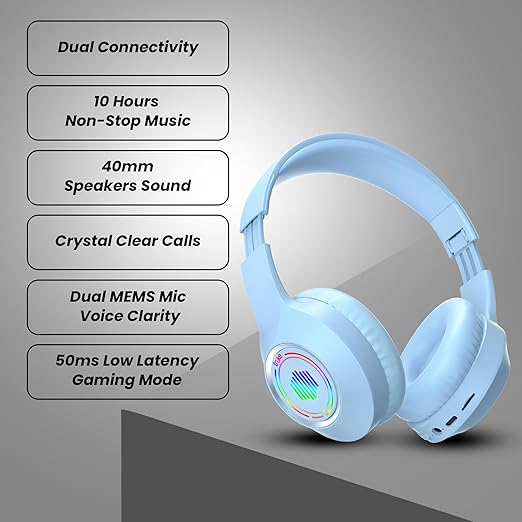 Dual Connectivity
10 Hours
Non-Stop Music
40mm
Speakers Sound
Crystal Clear Calls
Dual MEMS Mic
Voice Clarity
50ms Low Latency
Gaming Mode